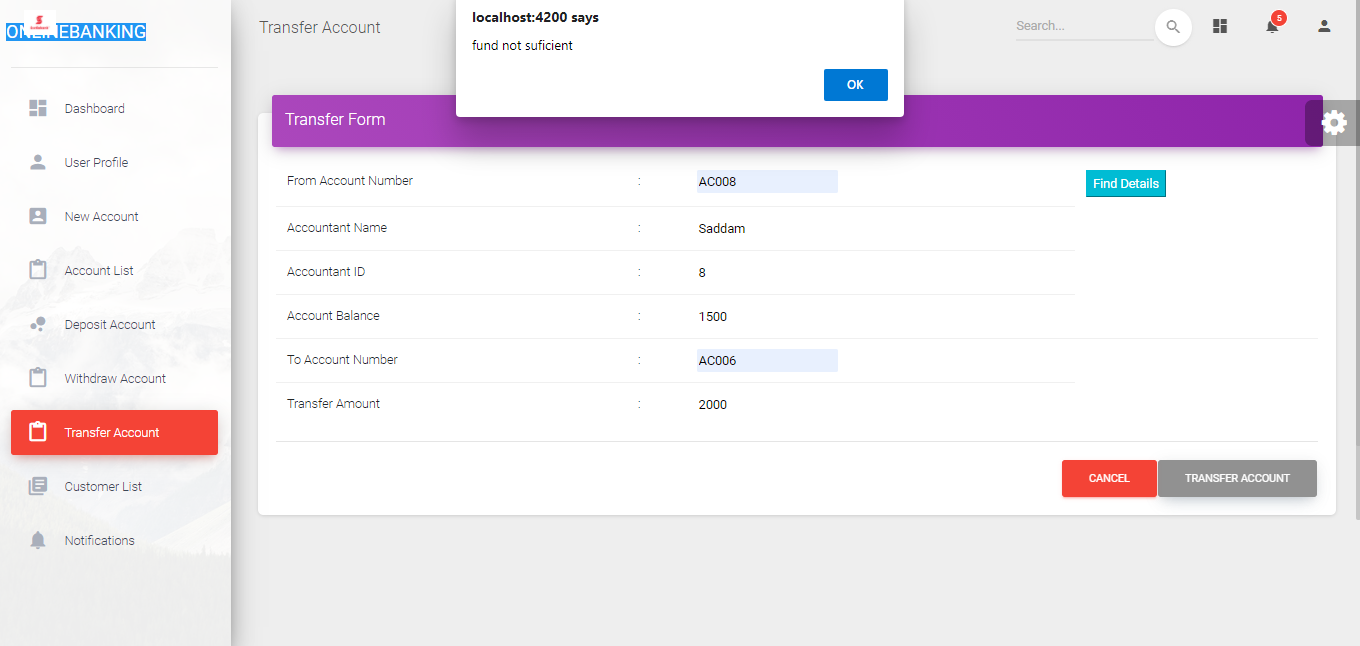 localhost:4200 says
fund not suficient
OK
ONLINEBANKING
Transfer Account
Search...
5
Dashboard
User Profile
New Account
Account List
Deposit Account
Withdraw Account
Transfer Account
Customer List
Notifications
Transfer Form
From Account Number : AC008 Find Details
Accountant Name : Saddam
Accountant ID : 8
Account Balance : 1500
To Account Number : AC006
Transfer Amount : 2000
CANCEL TRANSFER ACCOUNT